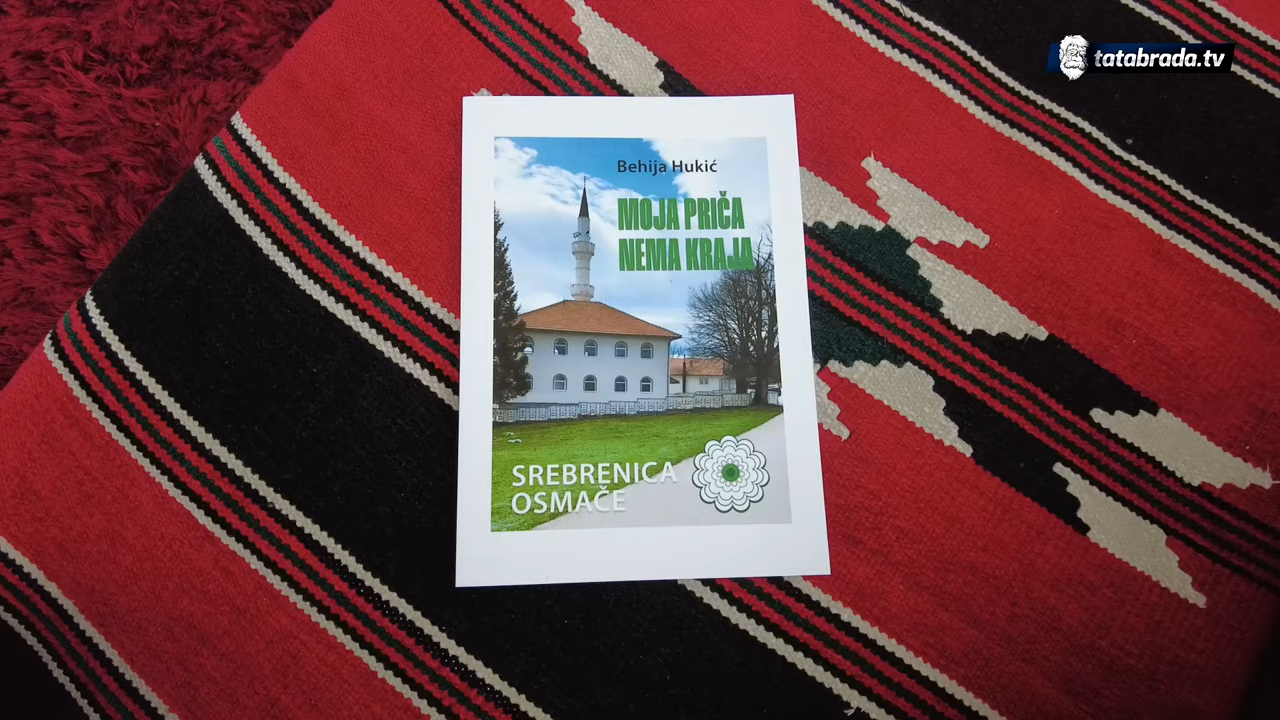 tatabrada.tv
Behija Hukić
MOJA PRIČA
NEMA KRAJA
SREBRENICA
OSMAČE